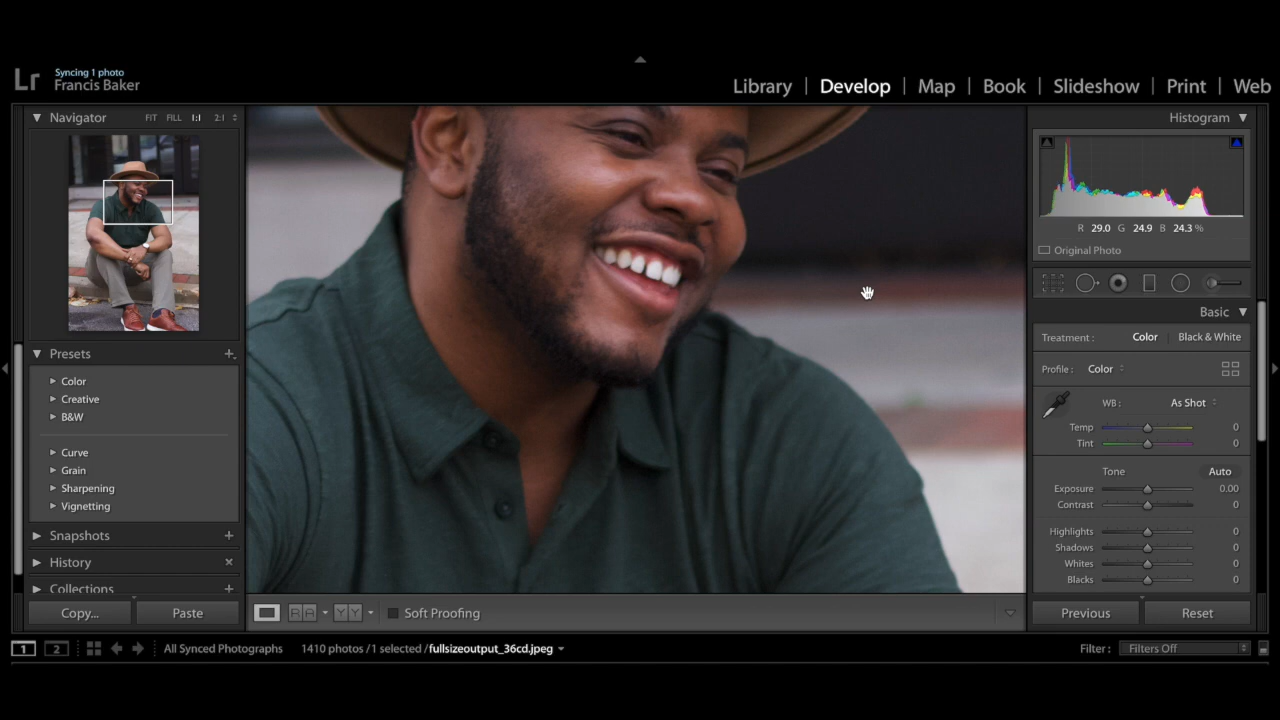 Lr
Syncing 1 photo
Francis Baker
Library | Develop | Map | Book | Slideshow | Print | Web
Navigator FIT FILL 1:1 2:1
Histogram
R 29.0 G 24.9 B 24.3 %
Original Photo
Basic
Treatment : Color | Black & White
Profile : Color
WB : As Shot
Temp 0
Tint 0
Tone Auto
Exposure 0.00
Contrast 0
Highlights 0
Shadows 0
Whites 0
Blacks 0
Presets +
Color
Creative
B&W
Curve
Grain
Sharpening
Vignetting
Snapshots +
History ×
Collections +
Copy... Paste
R A Y Y Soft Proofing
Previous Reset
1 2 All Synced Photographs 1410 photos /1 selected /fullsizeoutput_36cd.jpeg
Filter : Filters Off